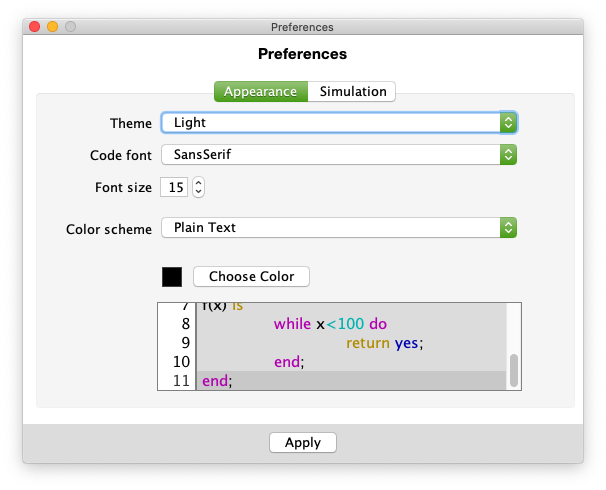 Preferences
Preferences
Appearance Simulation
Theme Light
Code font SansSerif
Font size 15
Color scheme Plain Text
Choose Color
7 f(x) is
8 while x<100 do
9 return yes;
10 end;
11 end;
Apply